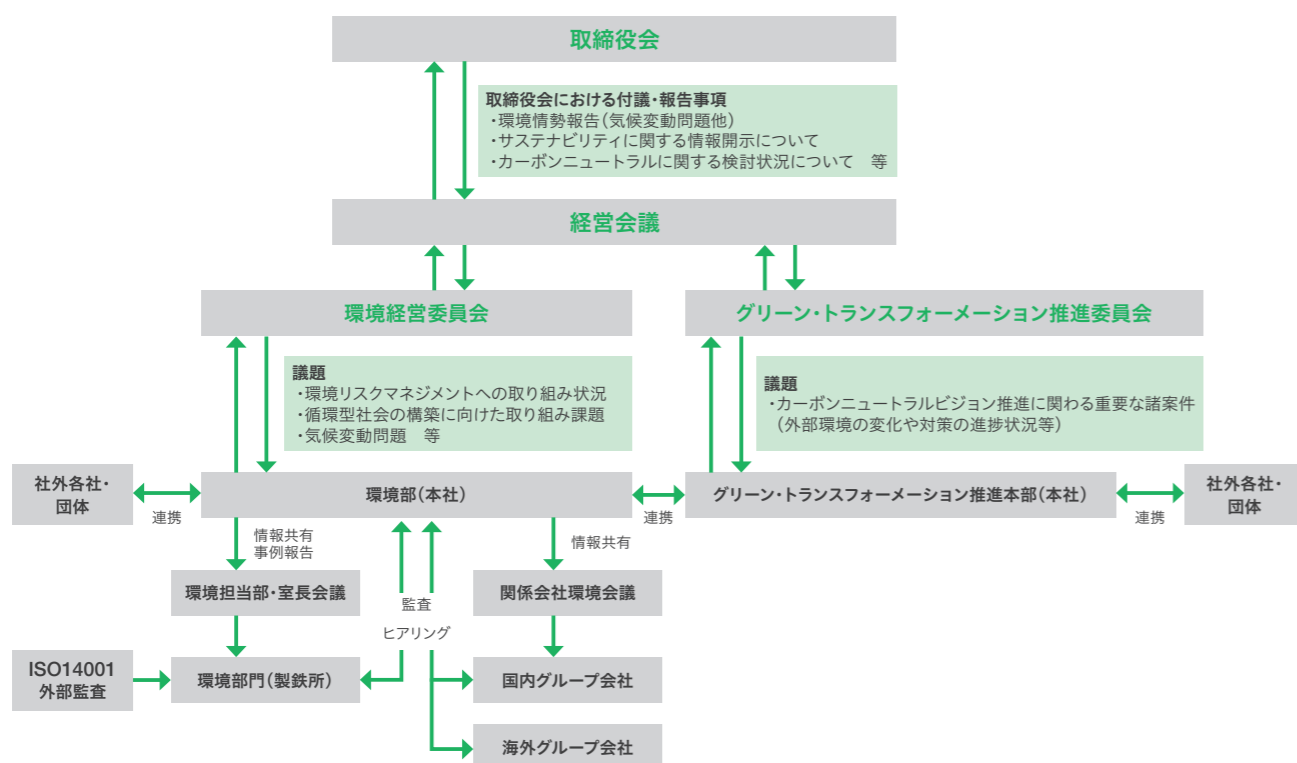 取締役会
取締役会における付議・報告事項
・環境情勢報告(気候変動問題他)
・サステナビリティに関する情報開示について
・カーボンニュートラルに関する検討状況について　等
経営会議
環境経営委員会
グリーン・トランスフォーメーション推進委員会
議題
・環境リスクマネジメントへの取り組み状況
・循環型社会の構築に向けた取り組み課題
・気候変動問題　等
議題
・カーボンニュートラルビジョン推進に関わる重要な諸案件
(外部環境の変化や対策の進捗状況等)
社外各社・
団体
連携
環境部(本社)
連携
グリーン・トランスフォーメーション推進本部(本社)
連携
社外各社・
団体
情報共有
事例報告
情報共有
環境担当部・室長会議
監査
ヒアリング
関係会社環境会議
ISO14001
外部監査
環境部門(製鉄所)
国内グループ会社
海外グループ会社